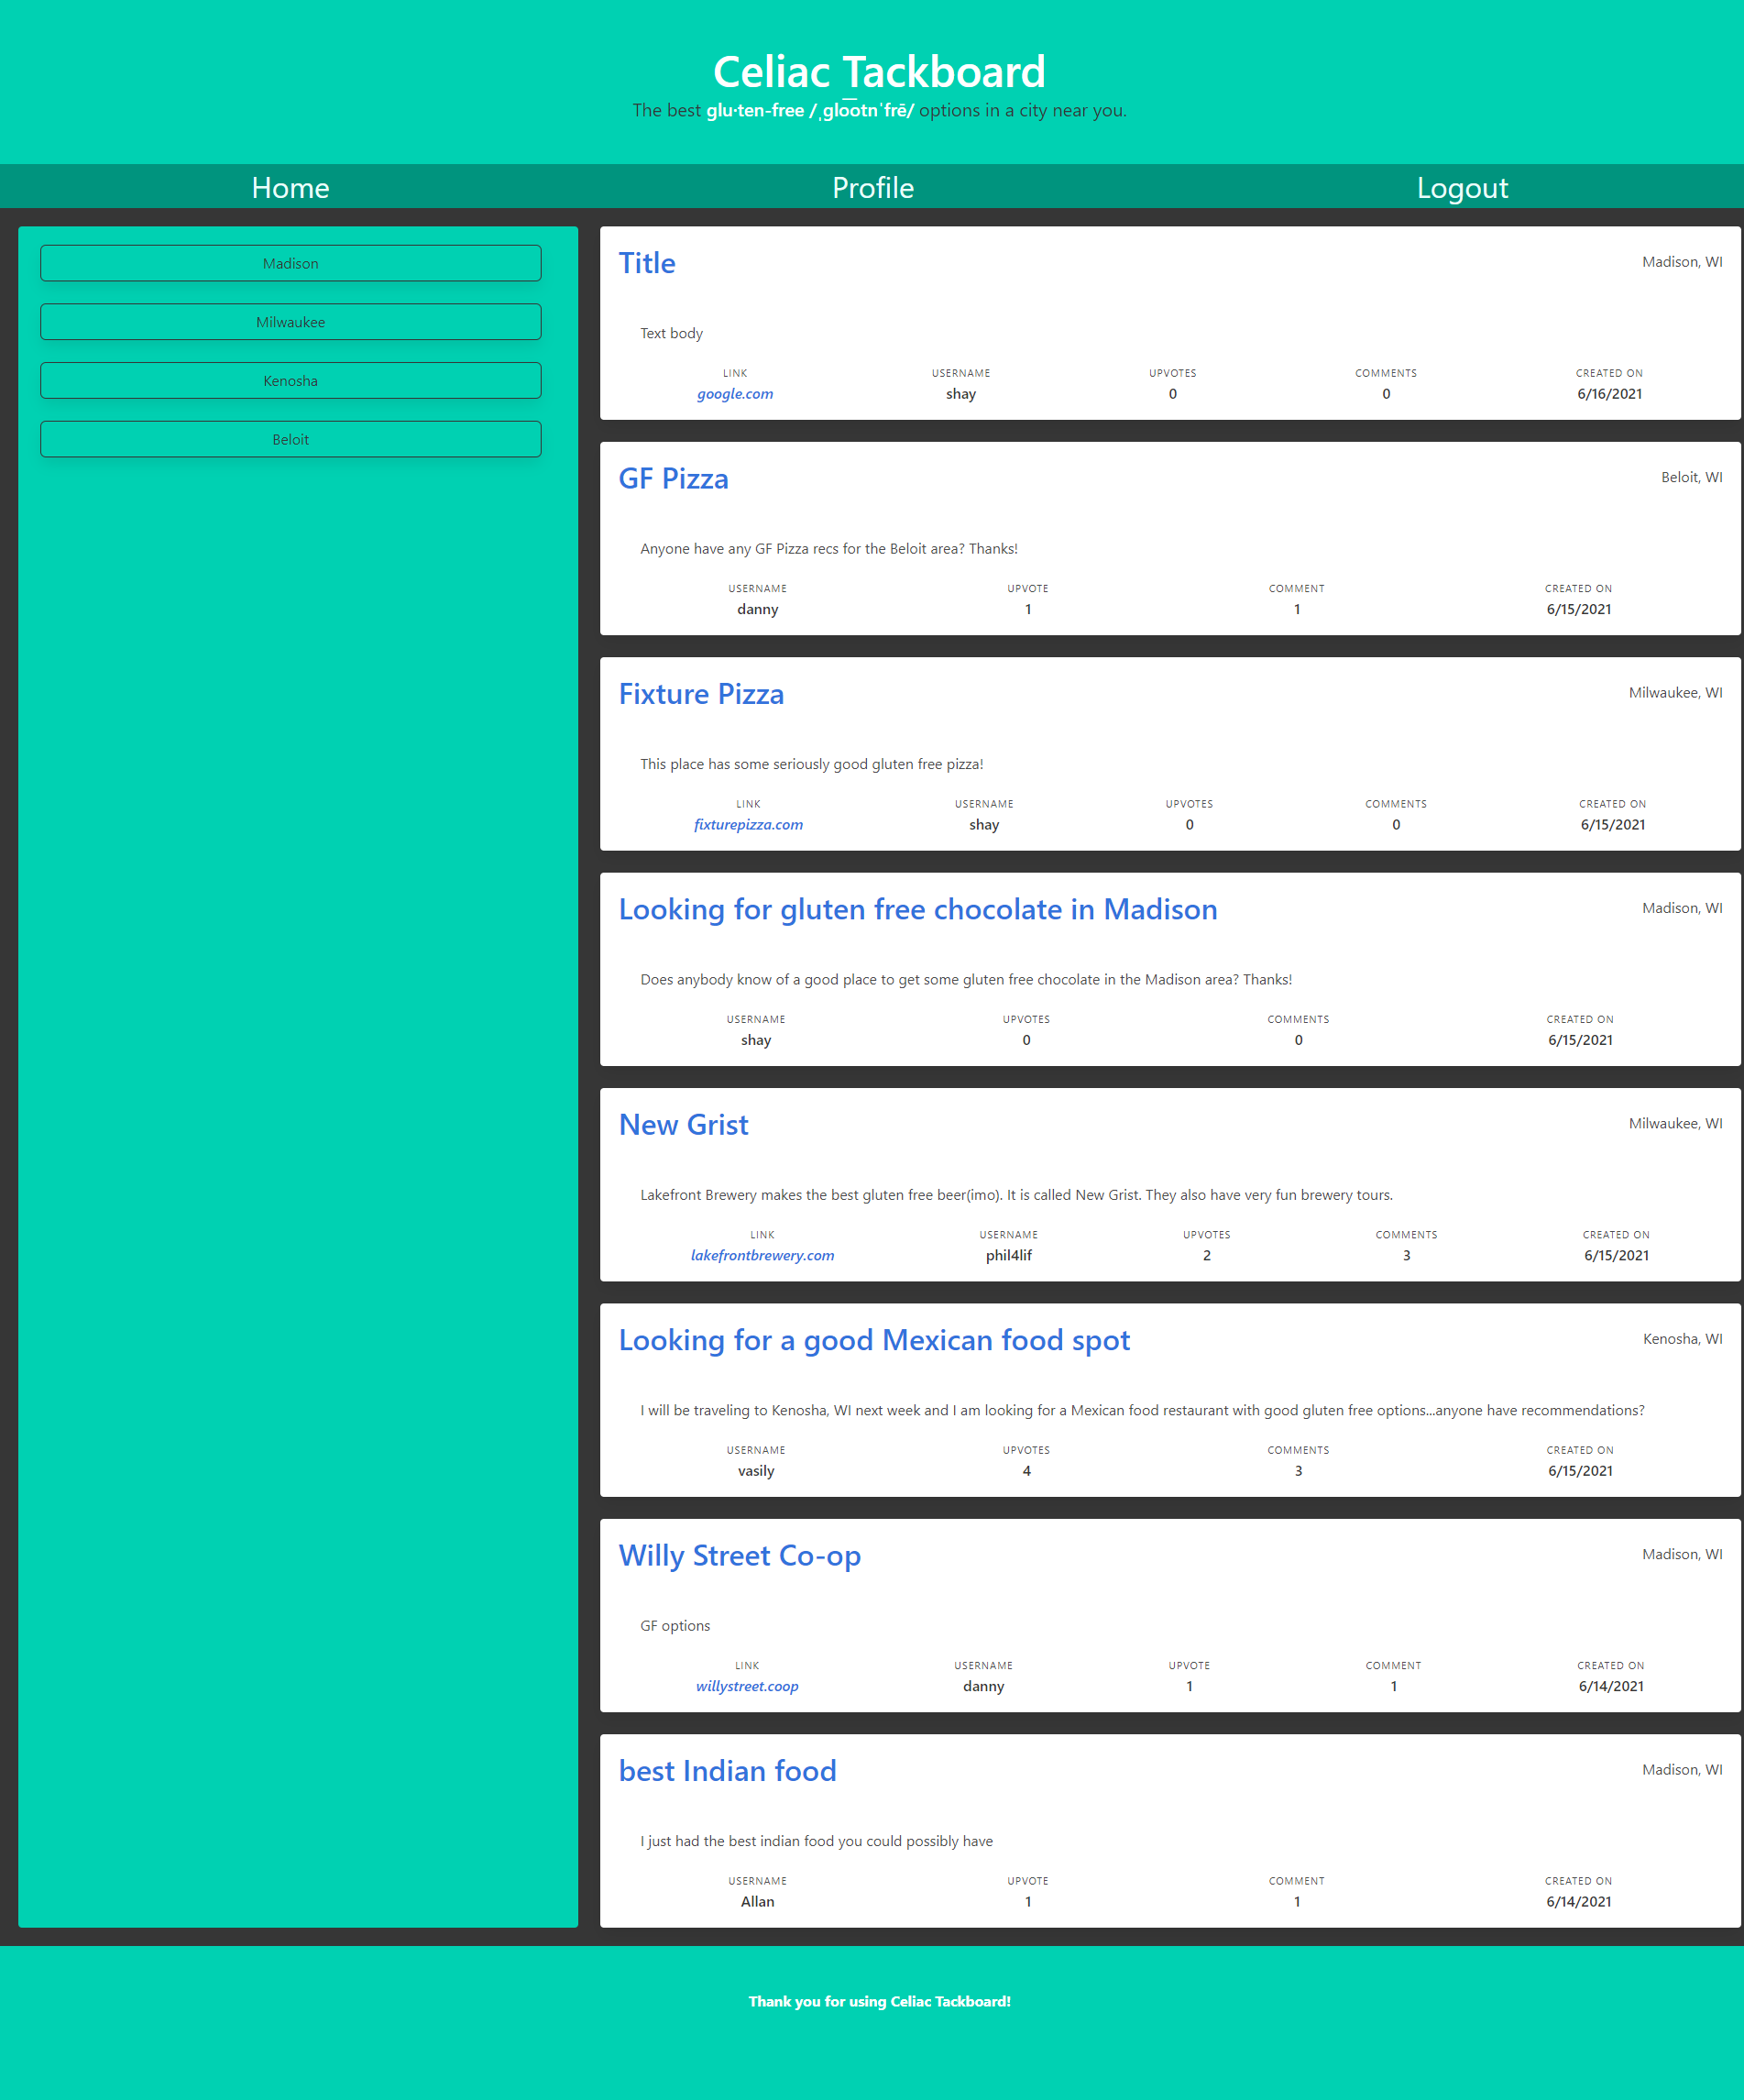 Celiac Tackboard
The best glu·ten-free /ˌglo͞otnˈfrē/ options in a city near you.
Home Profile Logout
Madison
Milwaukee
Kenosha
Beloit
Title Madison, WI
Text body
LINK USERNAME UPVOTES COMMENTS CREATED ON
google.com shay 0 0 6/16/2021
GF Pizza Beloit, WI
Anyone have any GF Pizza recs for the Beloit area? Thanks!
USERNAME UPVOTE COMMENT CREATED ON
danny 1 1 6/15/2021
Fixture Pizza Milwaukee, WI
This place has some seriously good gluten free pizza!
LINK USERNAME UPVOTES COMMENTS CREATED ON
fixturepizza.com shay 0 0 6/15/2021
Looking for gluten free chocolate in Madison Madison, WI
Does anybody know of a good place to get some gluten free chocolate in the Madison area? Thanks!
USERNAME UPVOTES COMMENTS CREATED ON
shay 0 0 6/15/2021
New Grist Milwaukee, WI
Lakefront Brewery makes the best gluten free beer(imo). It is called New Grist. They also have very fun brewery tours.
LINK USERNAME UPVOTES COMMENTS CREATED ON
lakefrontbrewery.com phil4lif 2 3 6/15/2021
Looking for a good Mexican food spot Kenosha, WI
I will be traveling to Kenosha, WI next week and I am looking for a Mexican food restaurant with good gluten free options...anyone have recommendations?
USERNAME UPVOTES COMMENTS CREATED ON
vasily 4 3 6/15/2021
Willy Street Co-op Madison, WI
GF options
LINK USERNAME UPVOTE COMMENT CREATED ON
willystreet.coop danny 1 1 6/14/2021
best Indian food Madison, WI
I just had the best indian food you could possibly have
USERNAME UPVOTE COMMENT CREATED ON
Allan 1 1 6/14/2021
Thank you for using Celiac Tackboard!